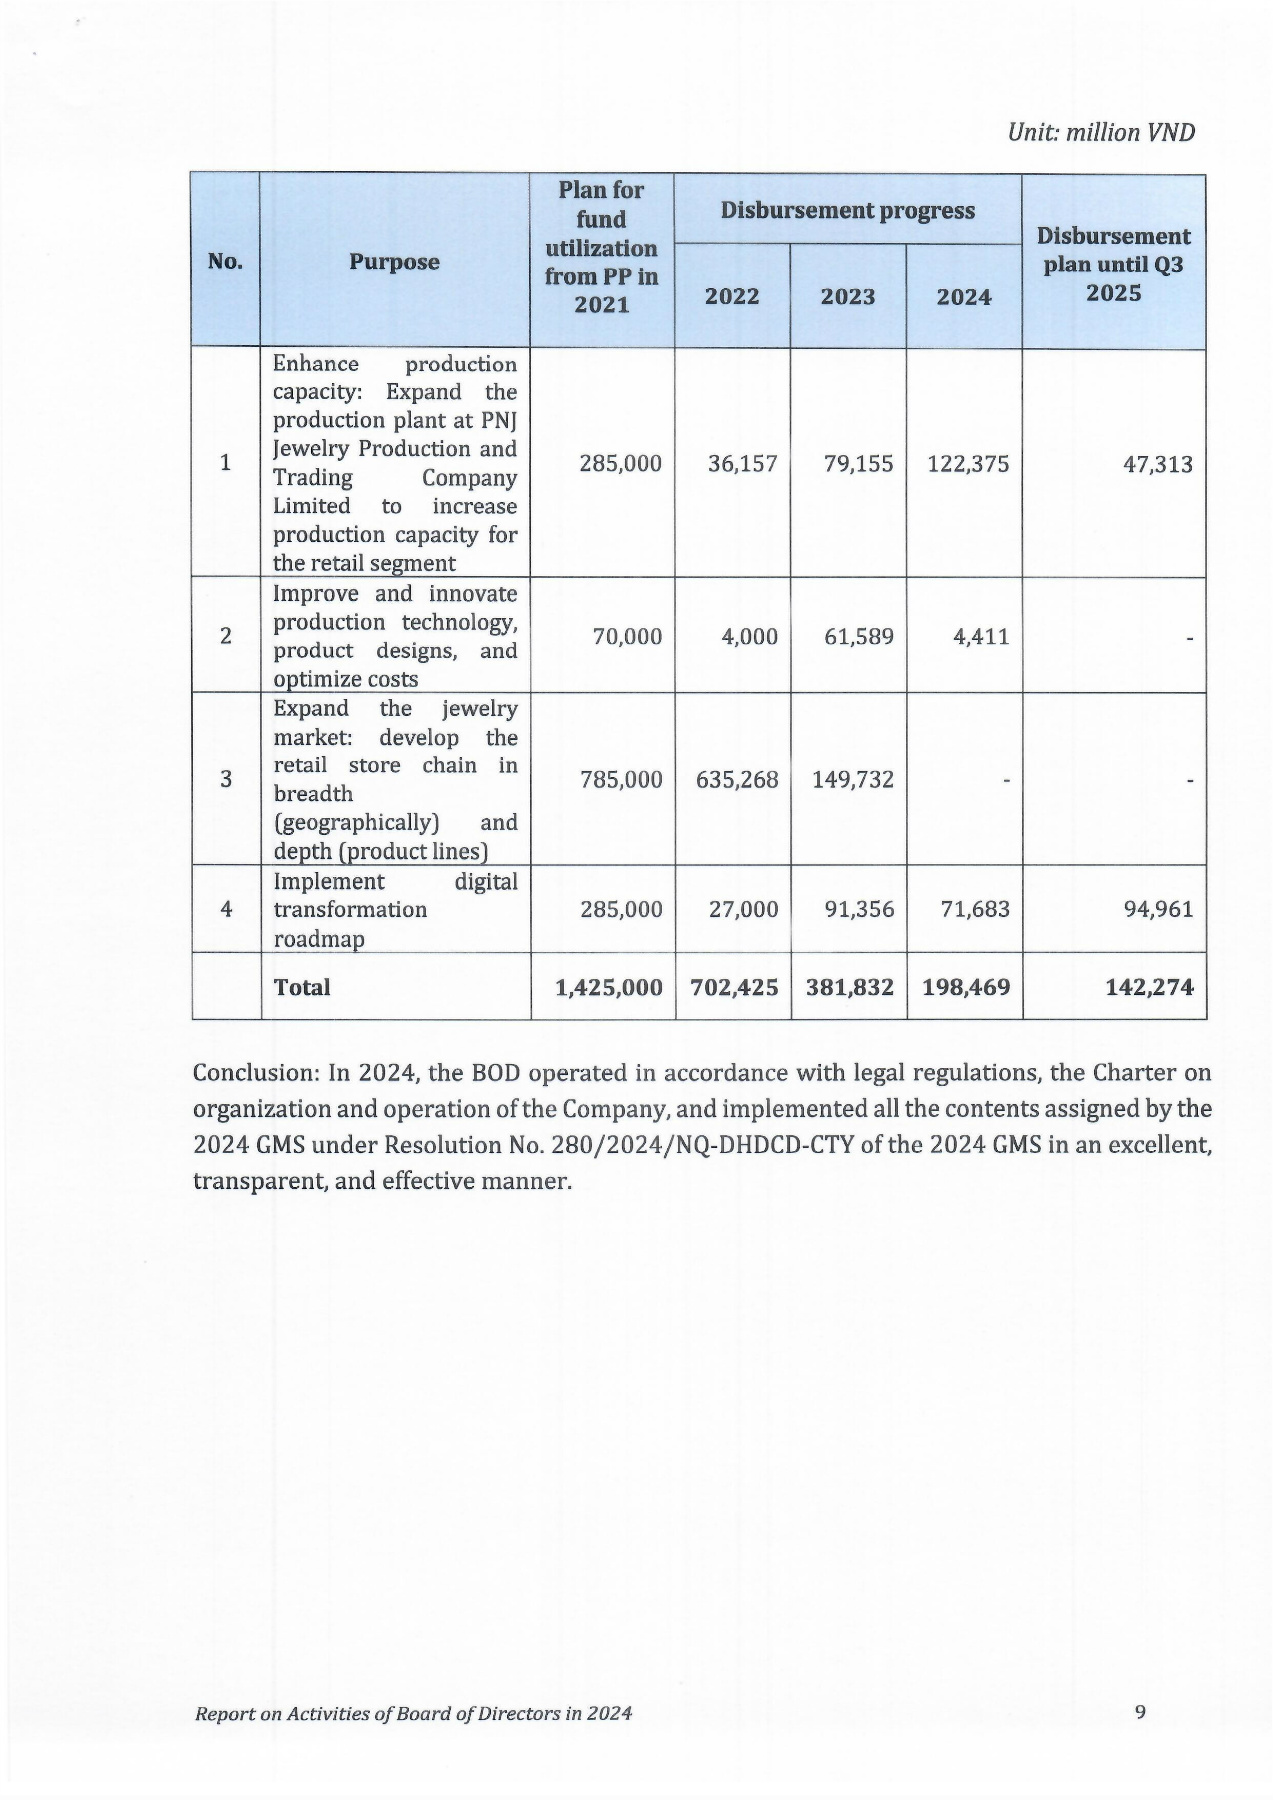 Unit: million VND
No.
Purpose
Plan for
fund
utilization
from PP in
2021
Disbursement progress
2022
2023
2024
Disbursement
plan until Q3
2025
1
Enhance production
capacity: Expand the
production plant at PNJ
Jewelry Production and
Trading Company
Limited to increase
production capacity for
the retail segment
285,000
36,157
79,155
122,375
47,313
2
Improve and innovate
production technology,
product designs, and
optimize costs
70,000
4,000
61,589
4,411
-
3
Expand the jewelry
market: develop the
retail store chain in
breadth
(geographically) and
depth (product lines)
785,000
635,268
149,732
-
-
4
Implement digital
transformation
roadmap
285,000
27,000
91,356
71,683
94,961
Total
1,425,000
702,425
381,832
198,469
142,274
Conclusion: In 2024, the BOD operated in accordance with legal regulations, the Charter on
organization and operation of the Company, and implemented all the contents assigned by the
2024 GMS under Resolution No. 280/2024/NQ-DHDCD-CTY of the 2024 GMS in an excellent,
transparent, and effective manner.
Report on Activities of Board of Directors in 2024
9